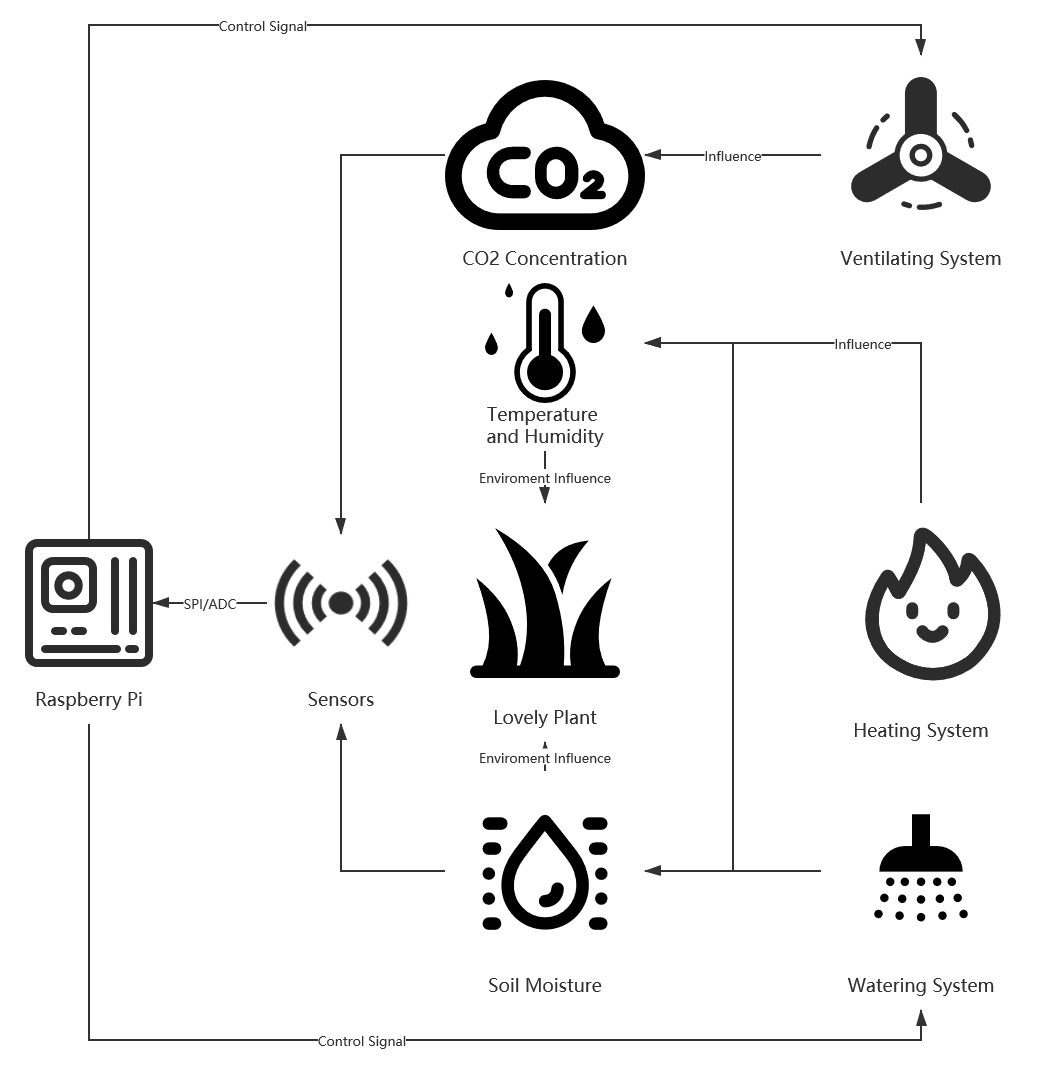 Control Signal
CO2
Influence
CO2 Concentration
Ventilating System
Influence
Temperature
and Humidity
Enviroment Influence
SPI/ADC
Raspberry Pi
Sensors
Lovely Plant
Heating System
Enviroment Influence
Soil Moisture
Watering System
Control Signal